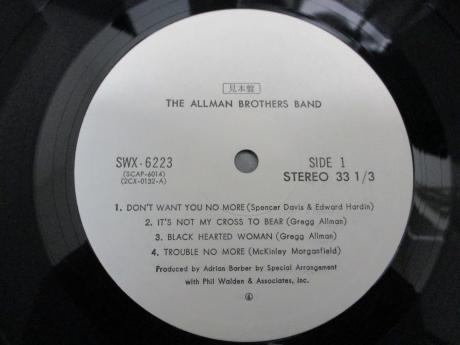 見本盤
THE ALLMAN BROTHERS BAND
SWX-6223
(SCAP-6014)
(2CX-0132-A)
SIDE 1
STEREO 33 1/3
1. DON'T WANT YOU NO MORE (Spencer Davis & Edward Hardin)
2. IT'S NOT MY CROSS TO BEAR (Gregg Allman)
3. BLACK HEARTED WOMAN (Gregg Allman)
4. TROUBLE NO MORE (McKinley Morganfield)
Produced by Adrian Barber by Special Arrangement
with Phil Walden & Associates, Inc.